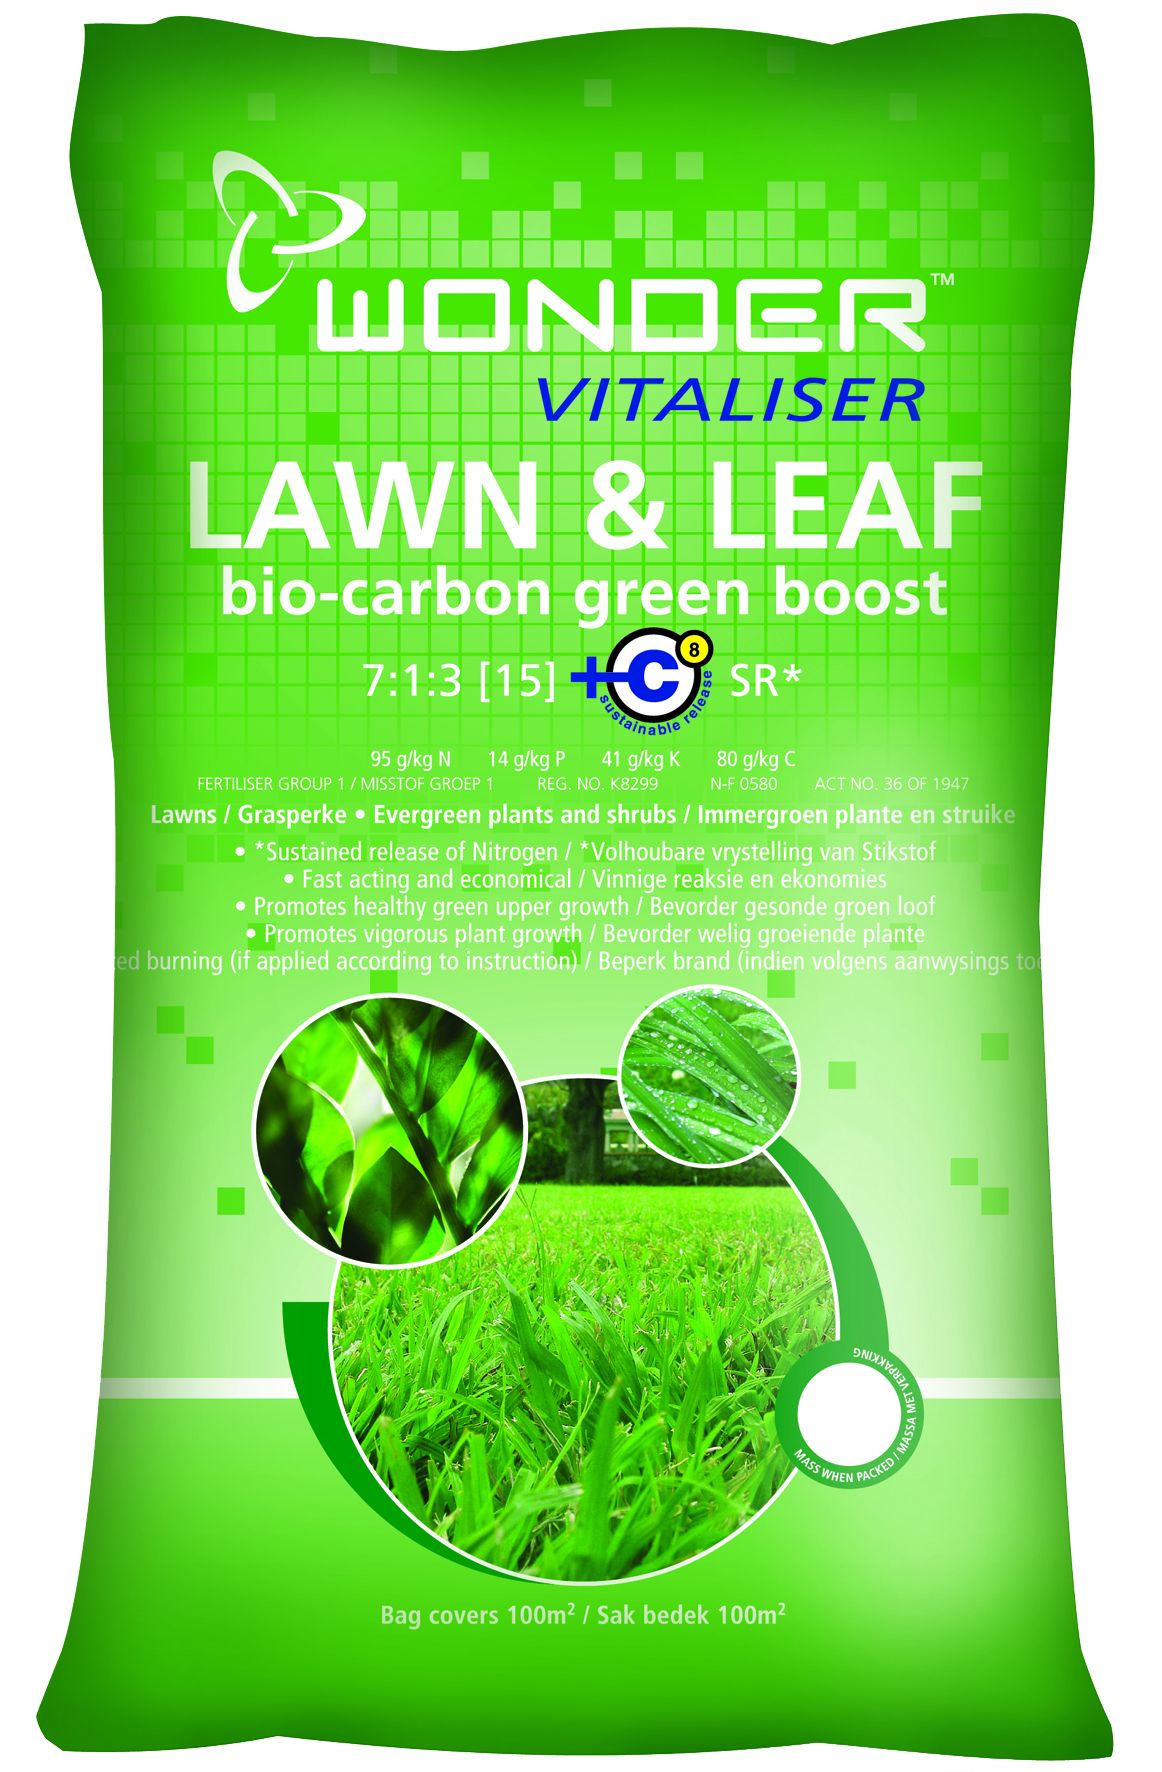 WONDER™
VITALISER
LAWN & LEAF
bio-carbon green boost
7:1:3 [15] +C 8 SR*
sustainable release
95 g/kg N 14 g/kg P 41 g/kg K 80 g/kg C
FERTILISER GROUP 1 / MISSTOF GROEP 1 REG. NO. K8299 N-F 0580 ACT NO. 36 OF 1947
Lawns / Grasperke • Evergreen plants and shrubs / Immergroen plante en struike
• *Sustained release of Nitrogen / *Volhoubare vrystelling van Stikstof
• Fast acting and economical / Vinnige reaksie en ekonomies
• Promotes healthy green upper growth / Bevorder gesonde groen loof
• Promotes vigorous plant growth / Bevorder welig groeiende plante
burning (if applied according to instruction) / Beperk brand (indien volgens aanwysings
MASS WHEN PACKED / MASSA MET VERPAKKING
Bag covers 100m² / Sak bedek 100m²